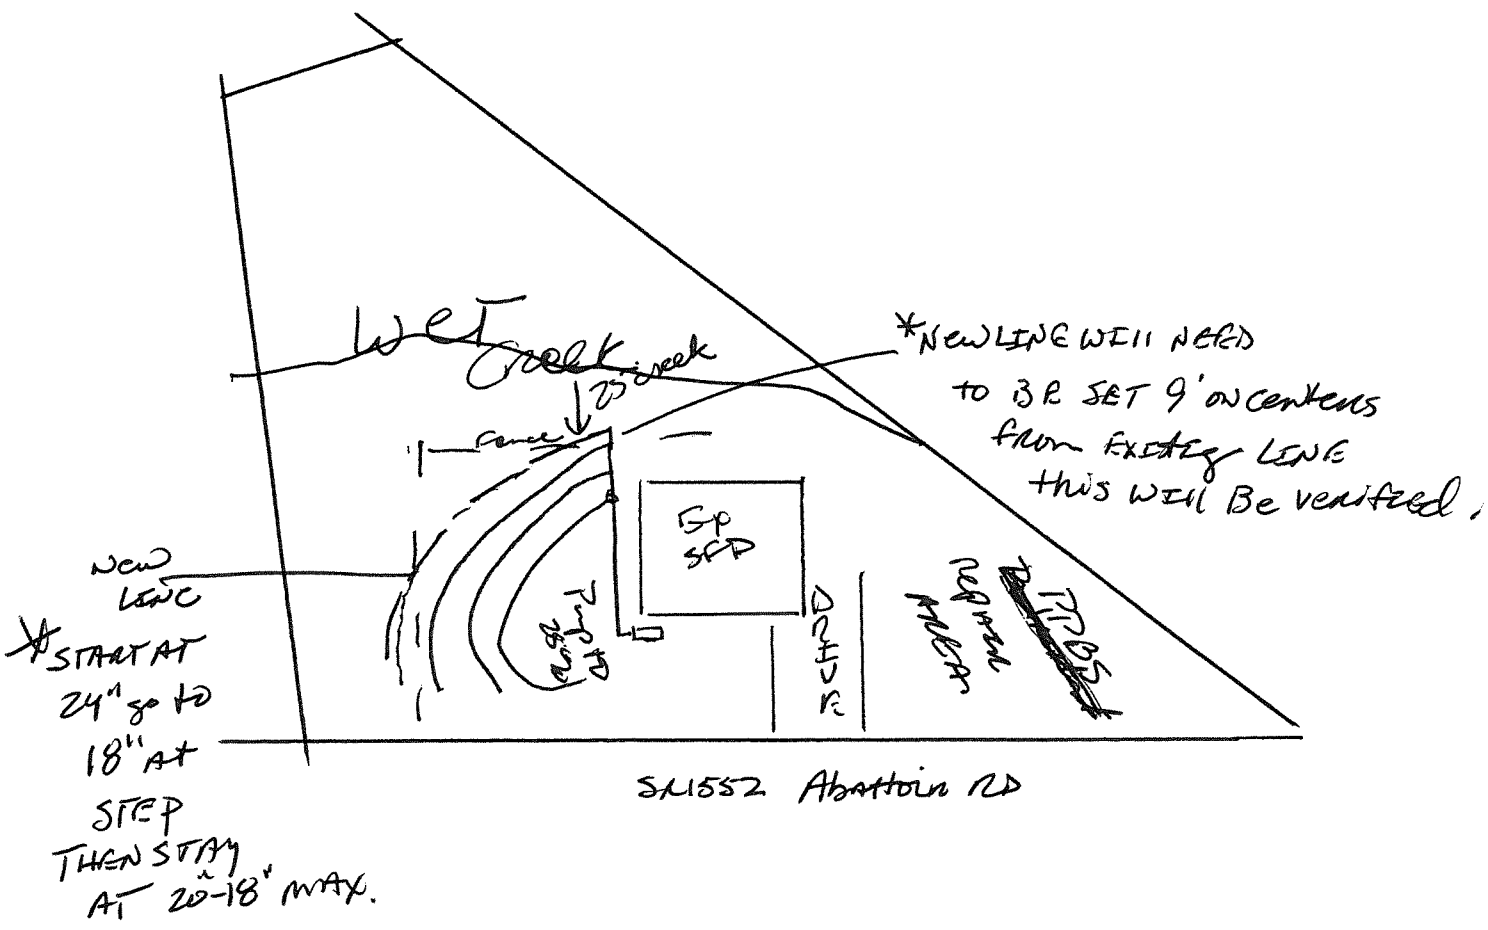 WET
Creek
25' creek
Fence
*NEW LINE WILL NEED
to BE SET 9' on centers
from Existing LINE
this WILL Be verified.
NEW
LINE
*START AT
24" go to
18" At
STEP
THEN STAY
AT 20"-18" MAX.
SFD
DRIVE
repair
AREA
PPBS
SR1552 Abattoir RD